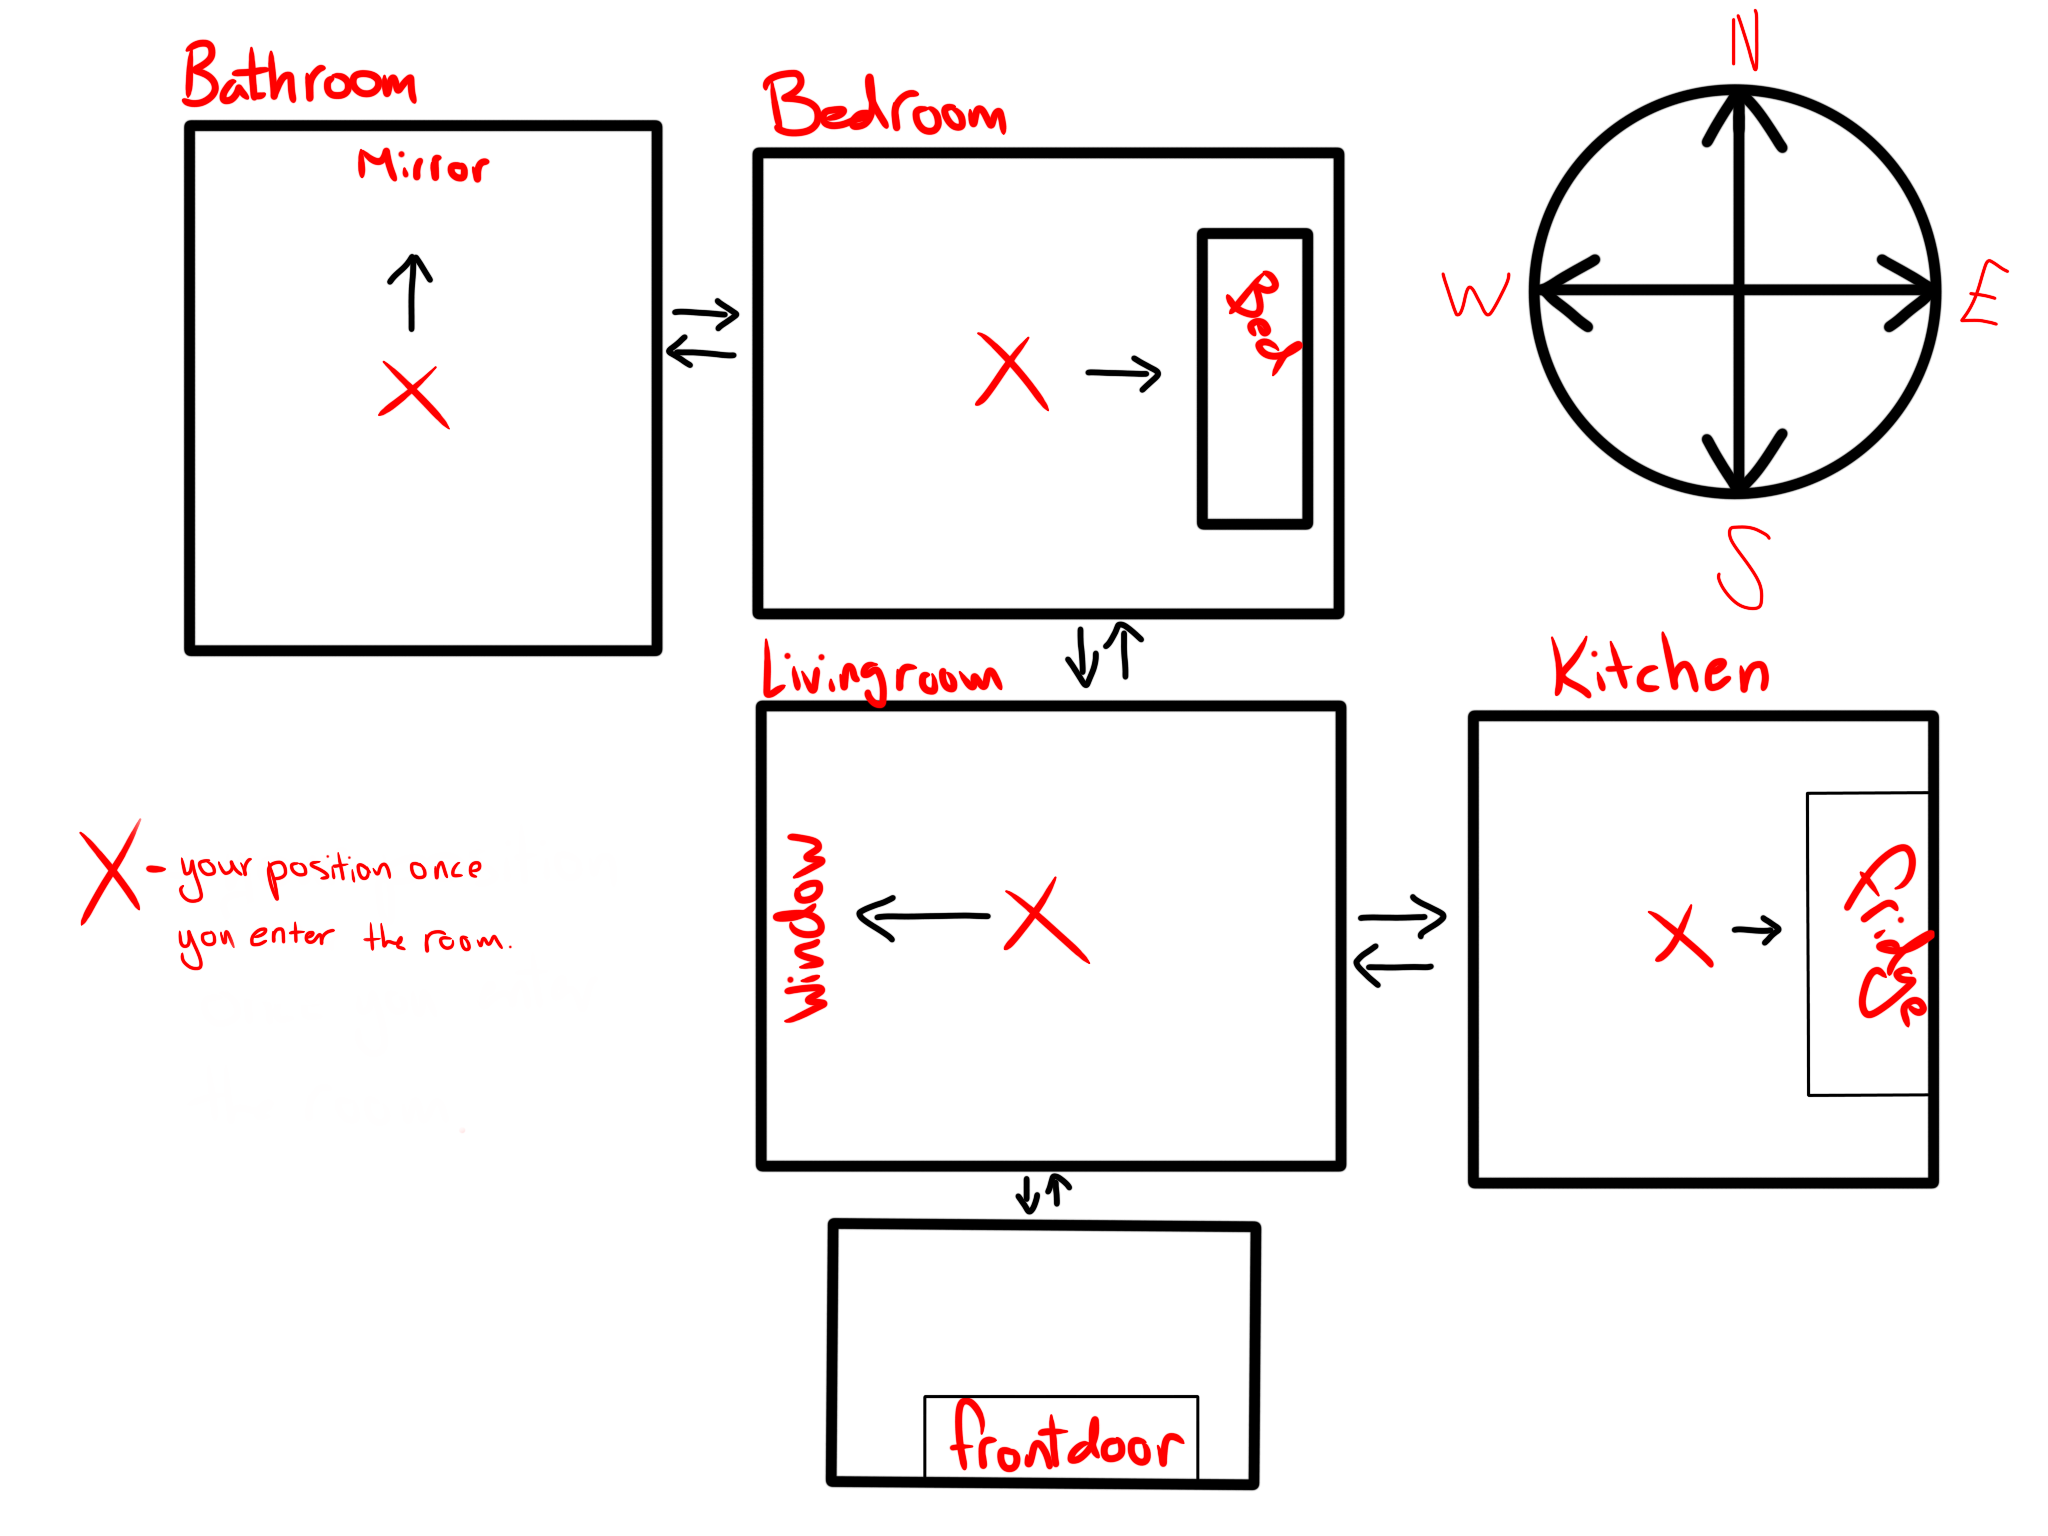 N
Bathroom
Bedroom
Mirror
W
E
Bed
S
Livingroom
Kitchen
Window
Fridge
X - your position once
you enter the room.
frontdoor